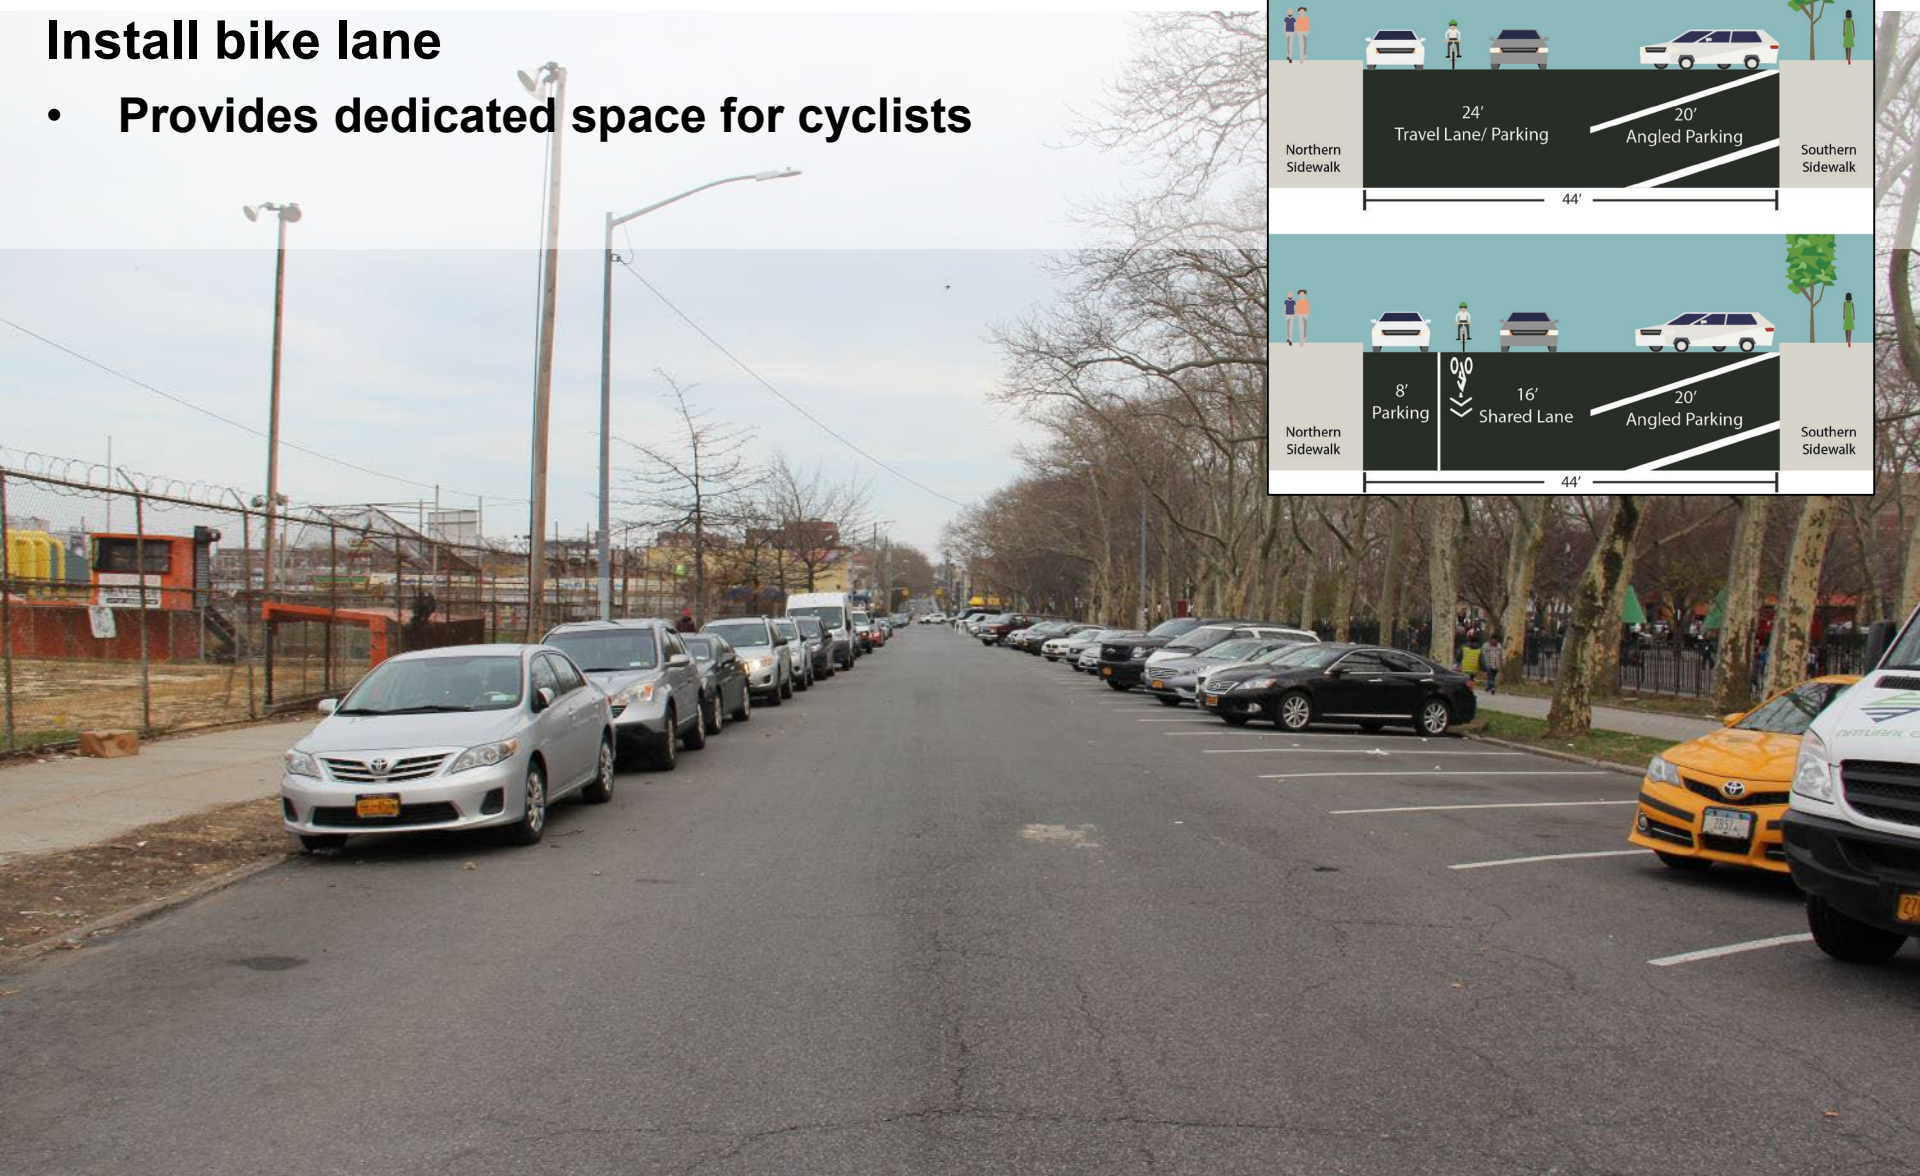 Install bike lane
• Provides dedicated space for cyclists
24’
Travel Lane/ Parking
20’
Angled Parking
Northern
Sidewalk
Southern
Sidewalk
44’
8’
Parking
16’
Shared Lane
20’
Angled Parking
Northern
Sidewalk
Southern
Sidewalk
44’